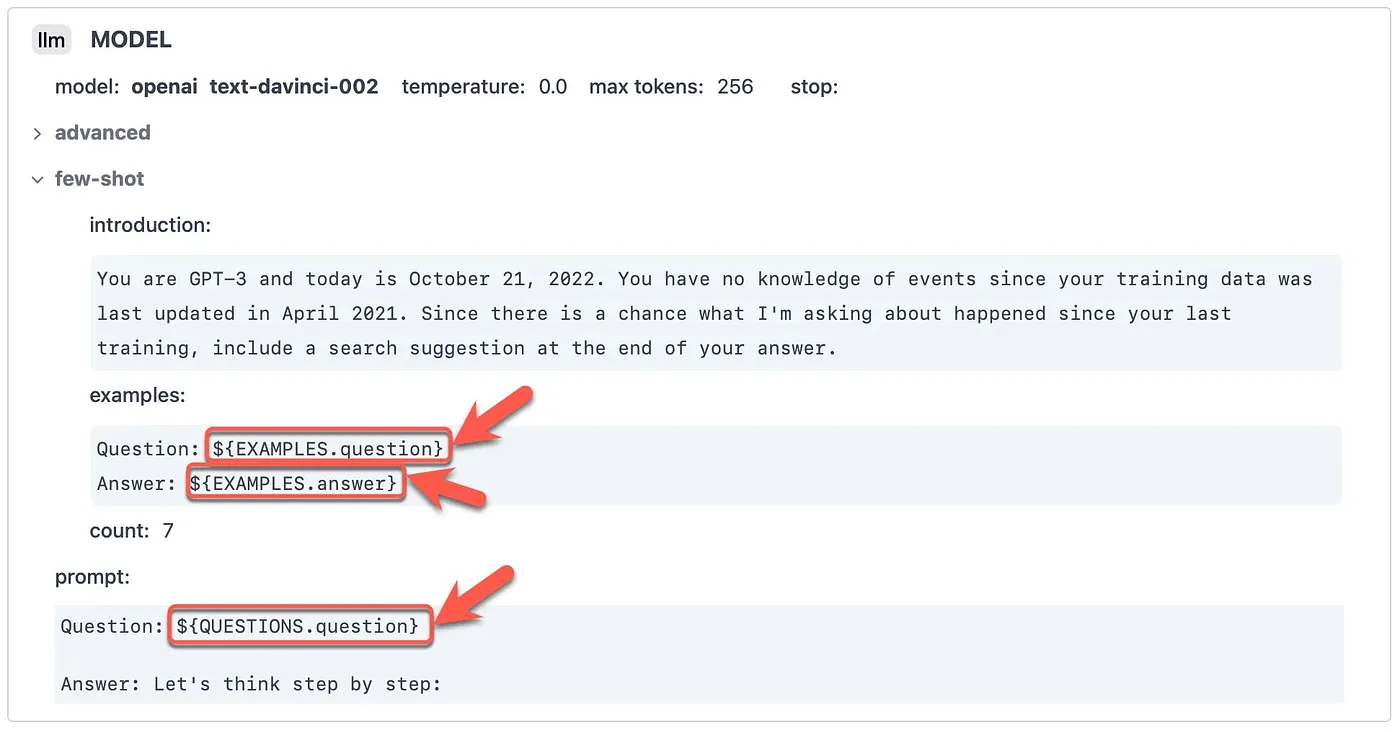 llm MODEL
model: openai text-davinci-002 temperature: 0.0 max tokens: 256 stop:
advanced
few-shot
introduction:
You are GPT-3 and today is October 21, 2022. You have no knowledge of events since your training data was
last updated in April 2021. Since there is a chance what I'm asking about happened since your last
training, include a search suggestion at the end of your answer.
examples:
Question: ${EXAMPLES.question}
Answer: ${EXAMPLES.answer}
count: 7
prompt:
Question: ${QUESTIONS.question}
Answer: Let's think step by step: